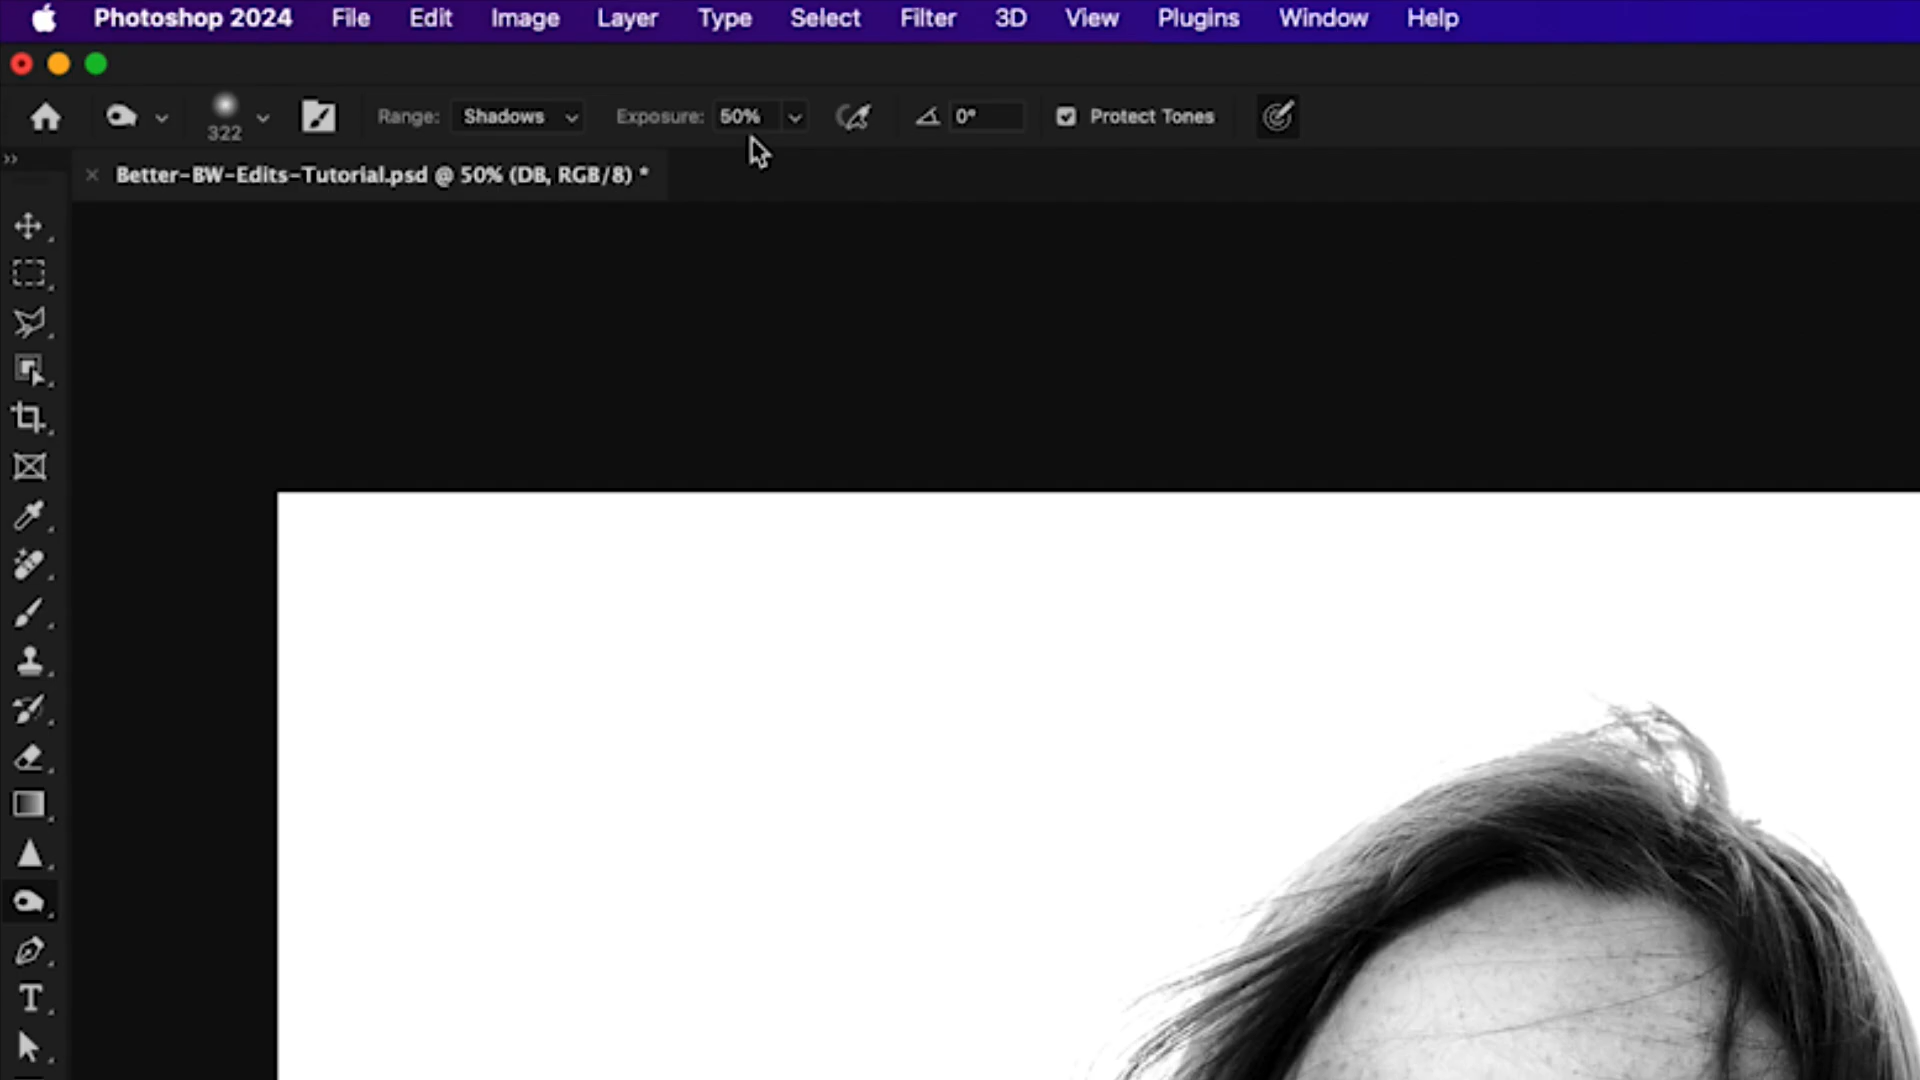 Photoshop 2024 File Edit Image Layer Type Select Filter 3D View Plugins Window Help
322 Range: Shadows Exposure: 50% 0° Protect Tones
Better-BW-Edits-Tutorial.psd @ 50% (DB, RGB/8) *